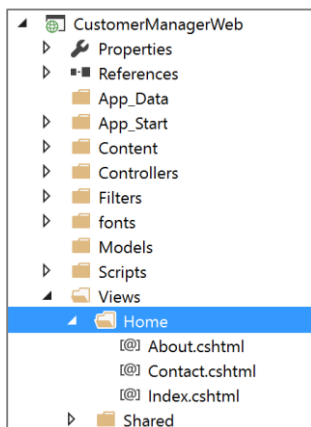 CustomerManagerWeb
Properties
References
App_Data
App_Start
Content
Controllers
Filters
fonts
Models
Scripts
Views
Home
[@] About.cshtml
[@] Contact.cshtml
[@] Index.cshtml
Shared